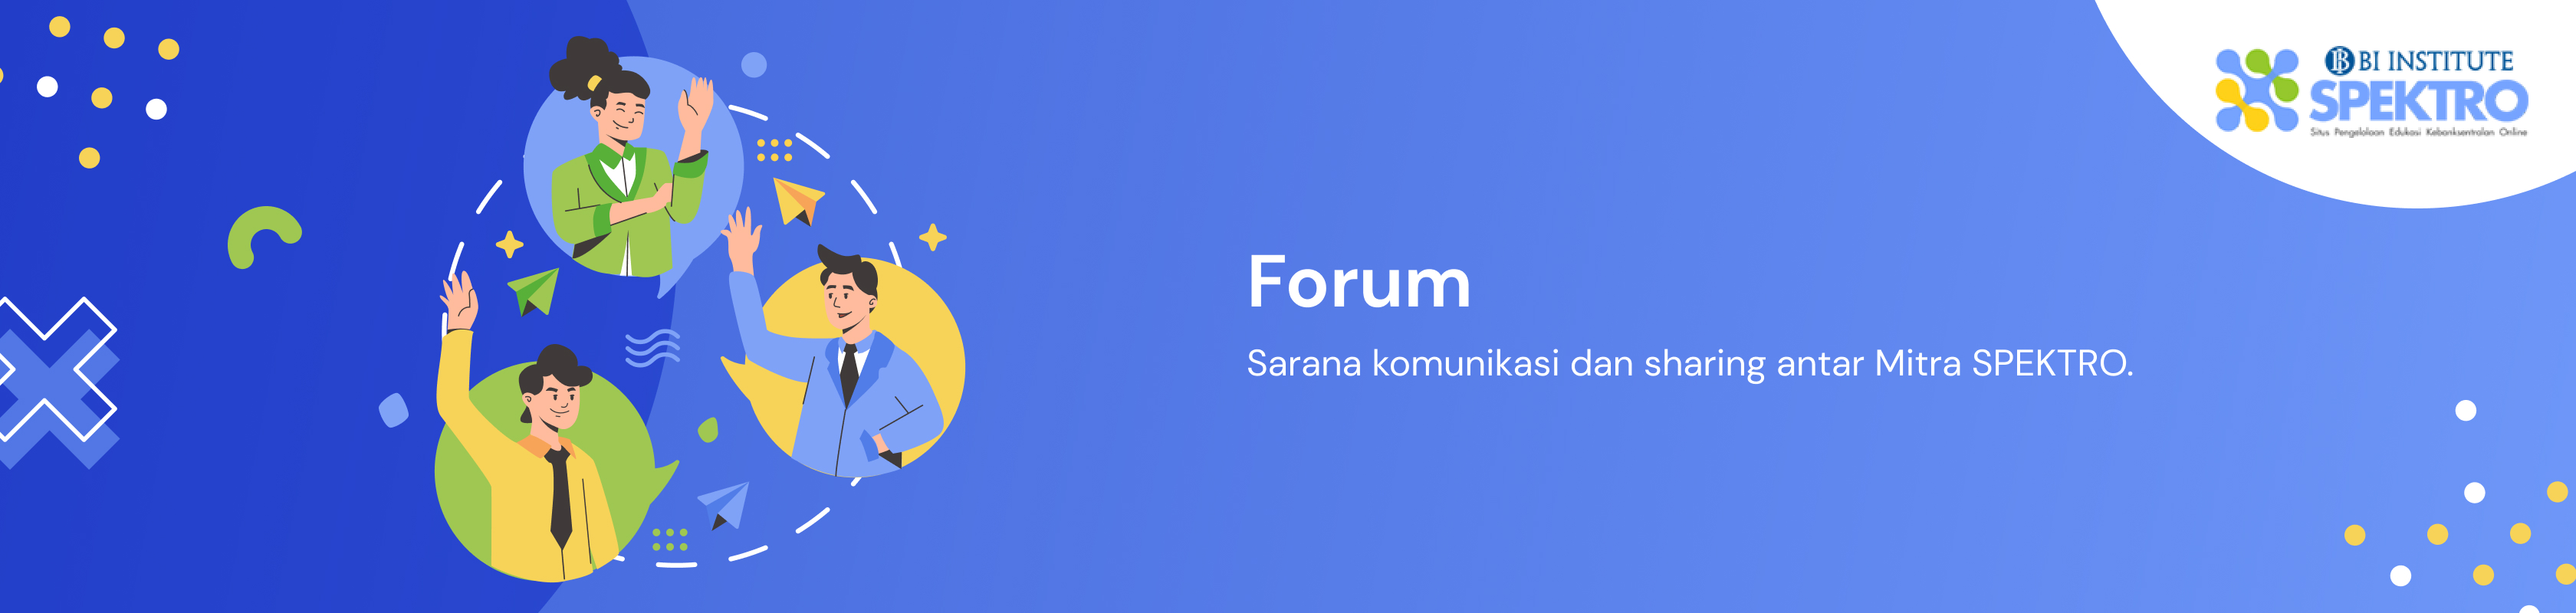 BI INSTITUTE
SPEKTRO
Situs Pengelolaan Edukasi Kebanksentralan Online
Forum
Sarana komunikasi dan sharing antar Mitra SPEKTRO.